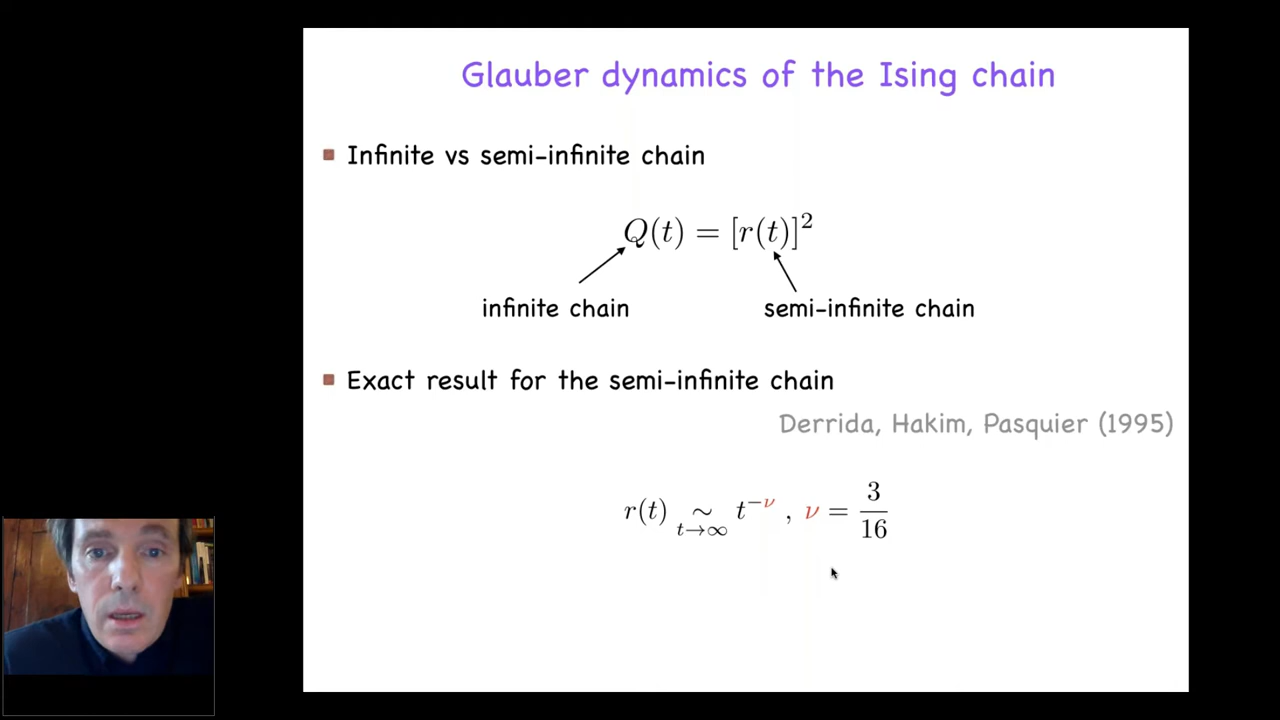 Glauber dynamics of the Ising chain
Infinite vs semi-infinite chain
Q(t) = [r(t)]²
infinite chain
semi-infinite chain
Exact result for the semi-infinite chain
Derrida, Hakim, Pasquier (1995)
r(t) ∼_{t→∞} t^{−ν} , ν = 3/16